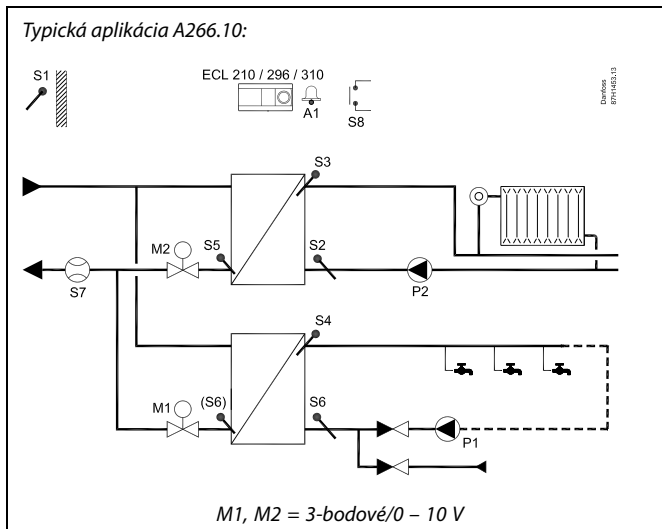 Typická aplikácia A266.10:
S1
ECL 210 / 296 / 310
A1
S8
Danfoss
87H1453.13
S3
M2
S5
S2
S7
P2
S4
M1
(S6)
S6
P1
M1, M2 = 3-bodové/0 – 10 V